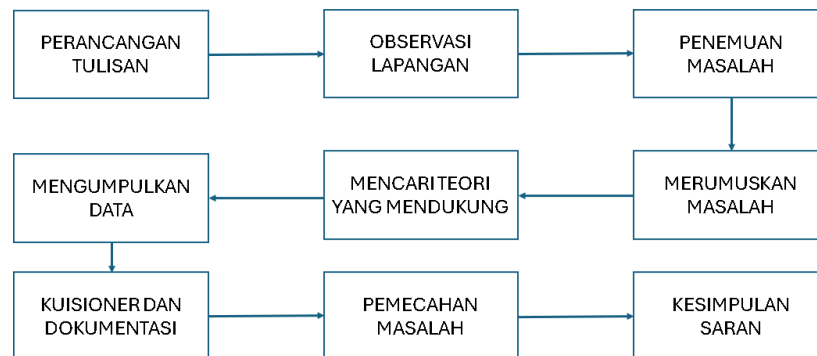 PERANCANGAN
TULISAN
OBSERVASI
LAPANGAN
PENEMUAN
MASALAH
MERUMUSKAN
MASALAH
MENCARI TEORI
YANG MENDUKUNG
MENGUMPULKAN
DATA
KUISIONER DAN
DOKUMENTASI
PEMECAHAN
MASALAH
KESIMPULAN
SARAN